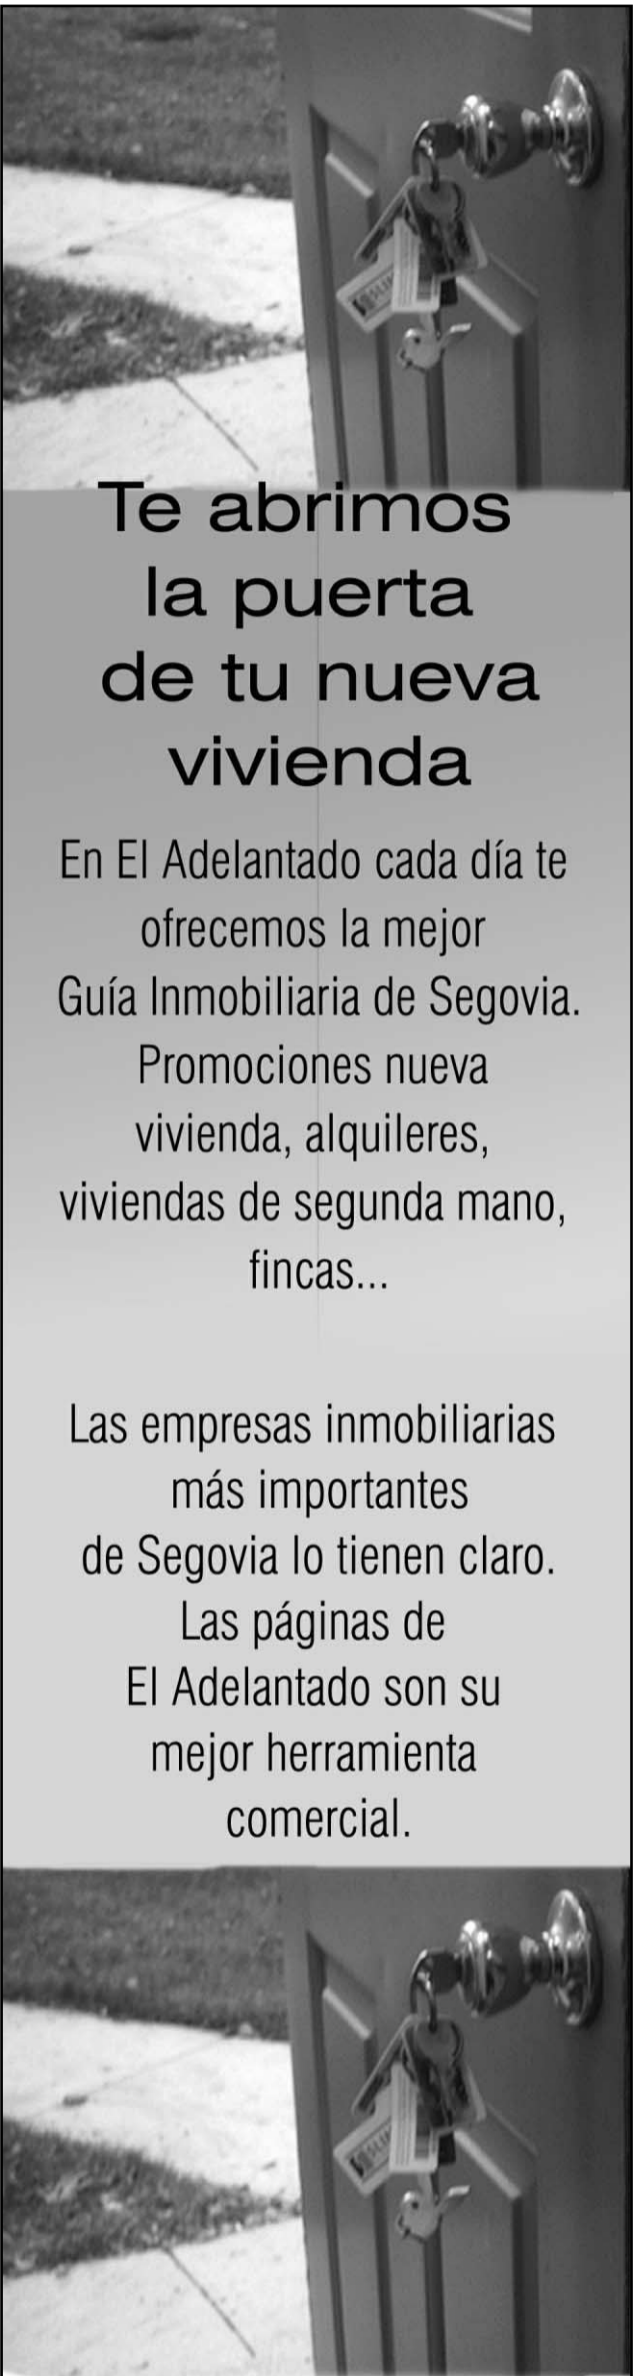 Te abrimos
la puerta
de tu nueva
vivienda
En El Adelantado cada día te
ofrecemos la mejor
Guía Inmobiliaria de Segovia.
Promociones nueva
vivienda, alquileres,
viviendas de segunda mano,
fincas...
Las empresas inmobiliarias
más importantes
de Segovia lo tienen claro.
Las páginas de
El Adelantado son su
mejor herramienta
comercial.